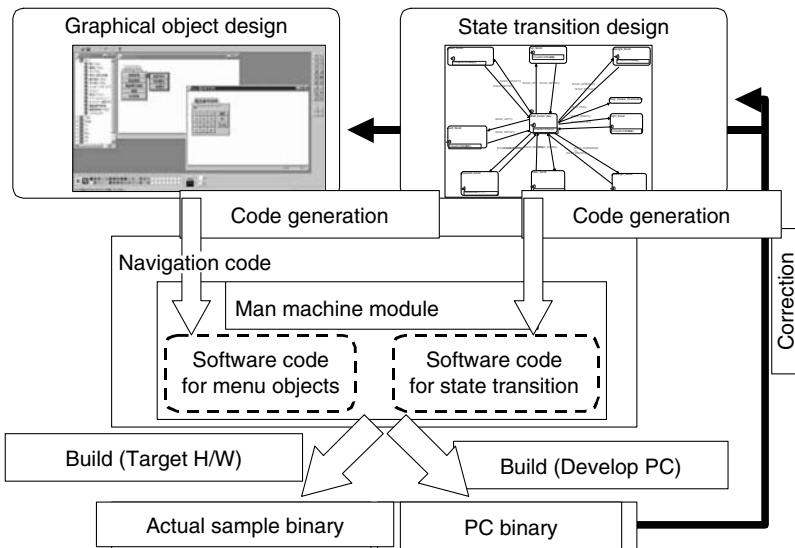 Graphical object design
State transition design
Code generation
Code generation
Navigation code
Man machine module
Software code
for menu objects
Software code
for state transition
Correction
Build (Target H/W)
Build (Develop PC)
Actual sample binary
PC binary